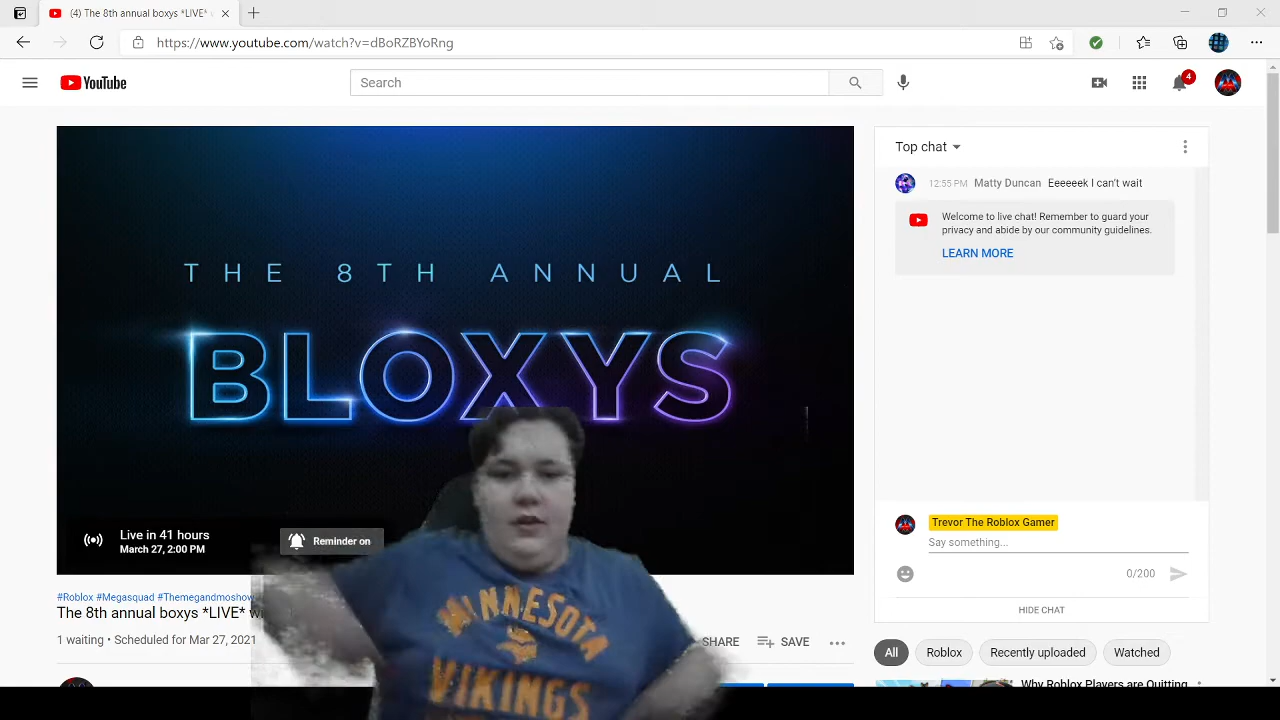 (4) The 8th annual boxys *LIVE*
https://www.youtube.com/watch?v=dBoRZBYoRng
YouTube
Search
4
THE 8TH ANNUAL
BLOXYS
Live in 41 hours
March 27, 2:00 PM
Reminder on
#Roblox #Megasquad #Themegandmoshow
The 8th annual boxys *LIVE*
1 waiting • Scheduled for Mar 27, 2021
SHARE
SAVE
MINNESOTA
VIKINGS
Top chat
12:55 PM Matty Duncan Eeeeeek I can't wait
Welcome to live chat! Remember to guard your
privacy and abide by our community guidelines.
LEARN MORE
Trevor The Roblox Gamer
Say something...
0/200
HIDE CHAT
All
Roblox
Recently uploaded
Watched
Why Roblox Players are Quitting